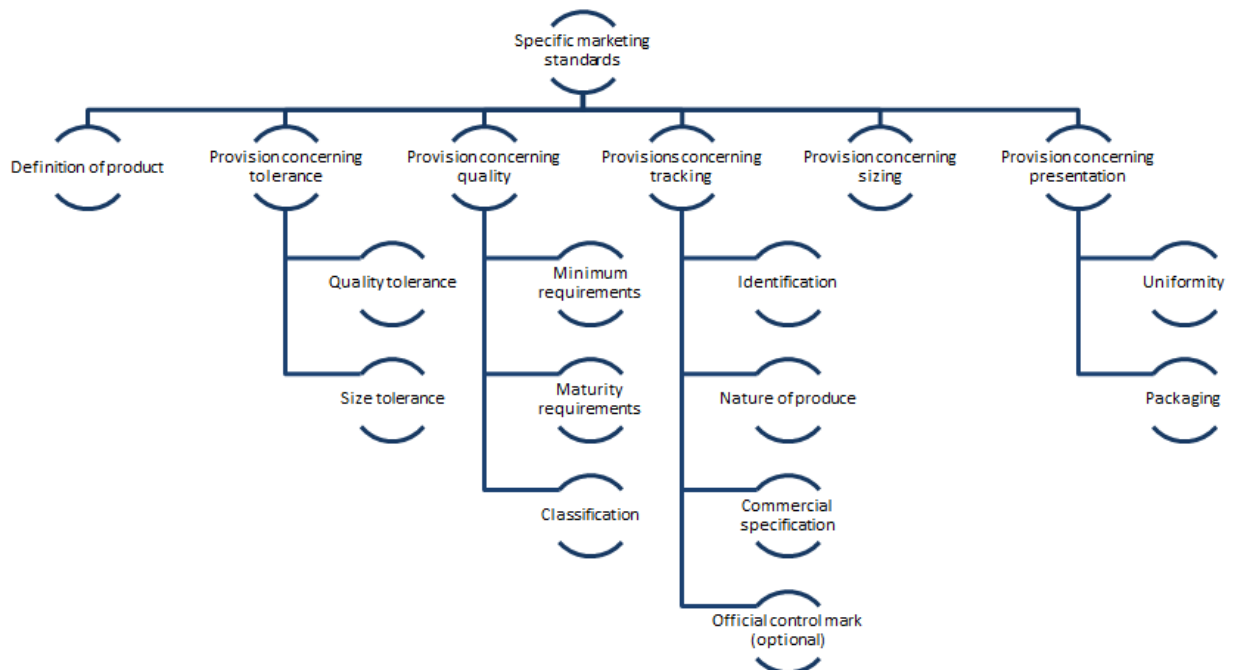 Specific marketing
standards
Definition of product
Provision concerning
tolerance
Provision concerning
quality
Provisions concerning
tracking
Provision concerning
sizing
Provision concerning
presentation
Quality tolerance
Size tolerance
Minimum
requirements
Maturity
requirements
Classification
Identification
Nature of produce
Commercial
specification
Official control mark
(optional)
Uniformity
Packaging